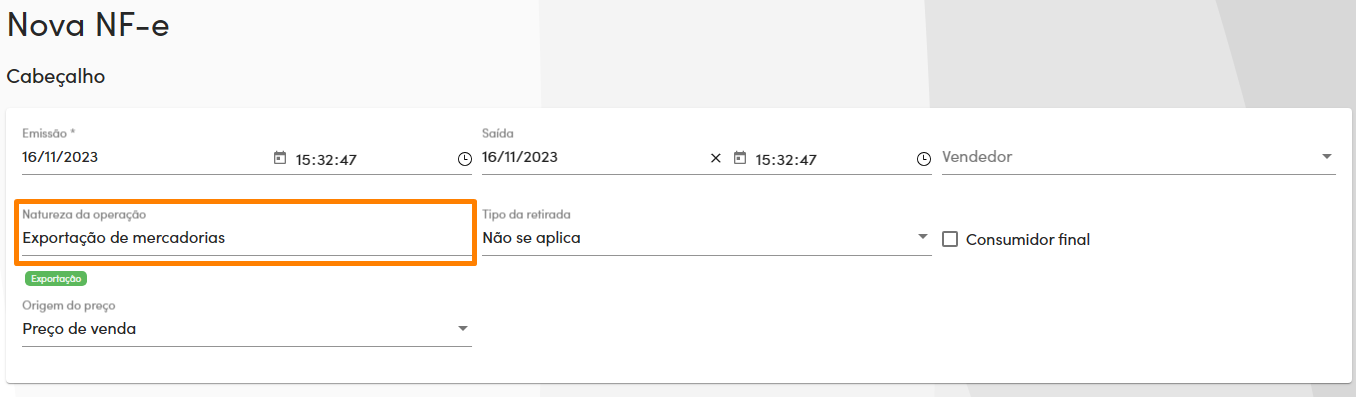 Nova NF-e
Cabeçalho
Emissão *
Saída
16/11/2023 15:32:47 16/11/2023 15:32:47 Vendedor
Natureza da operação Tipo da retirada
Exportação de mercadorias Não se aplica Consumidor final
Exportação
Origem do preço
Preço de venda